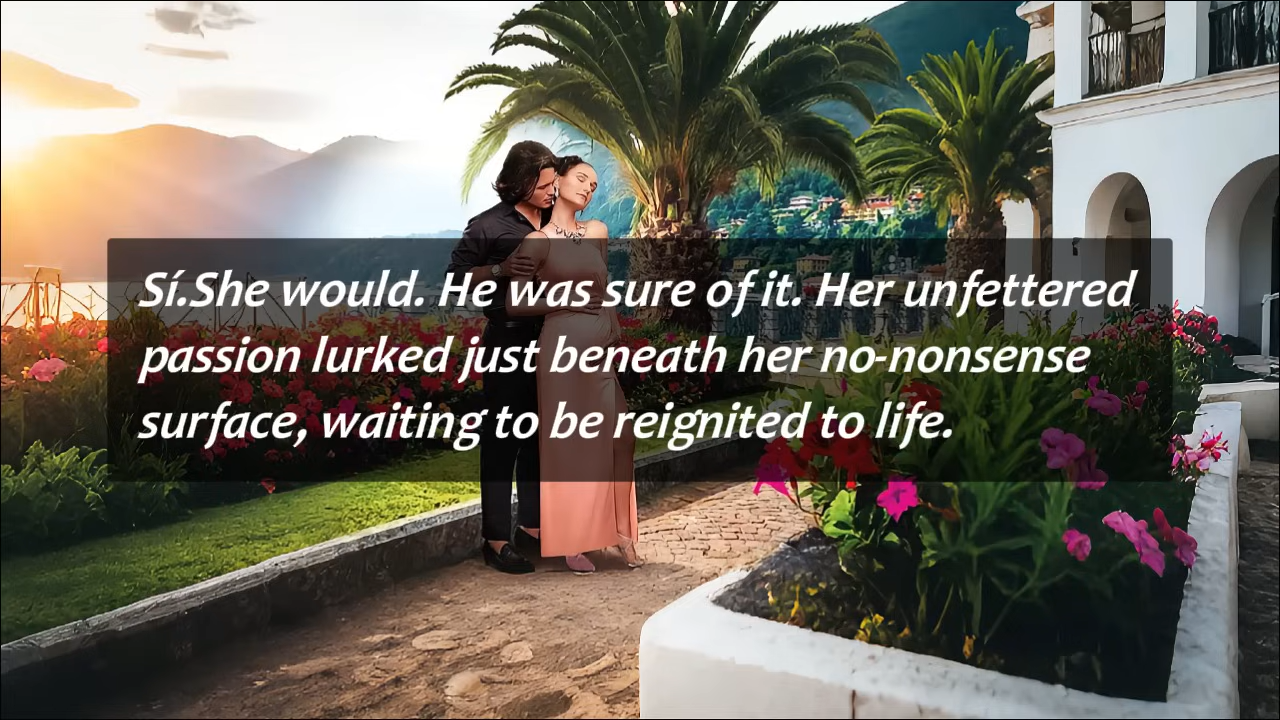 Sí.She would. He was sure of it. Her unfettered
passion lurked just beneath her no-nonsense
surface, waiting to be reignited to life.